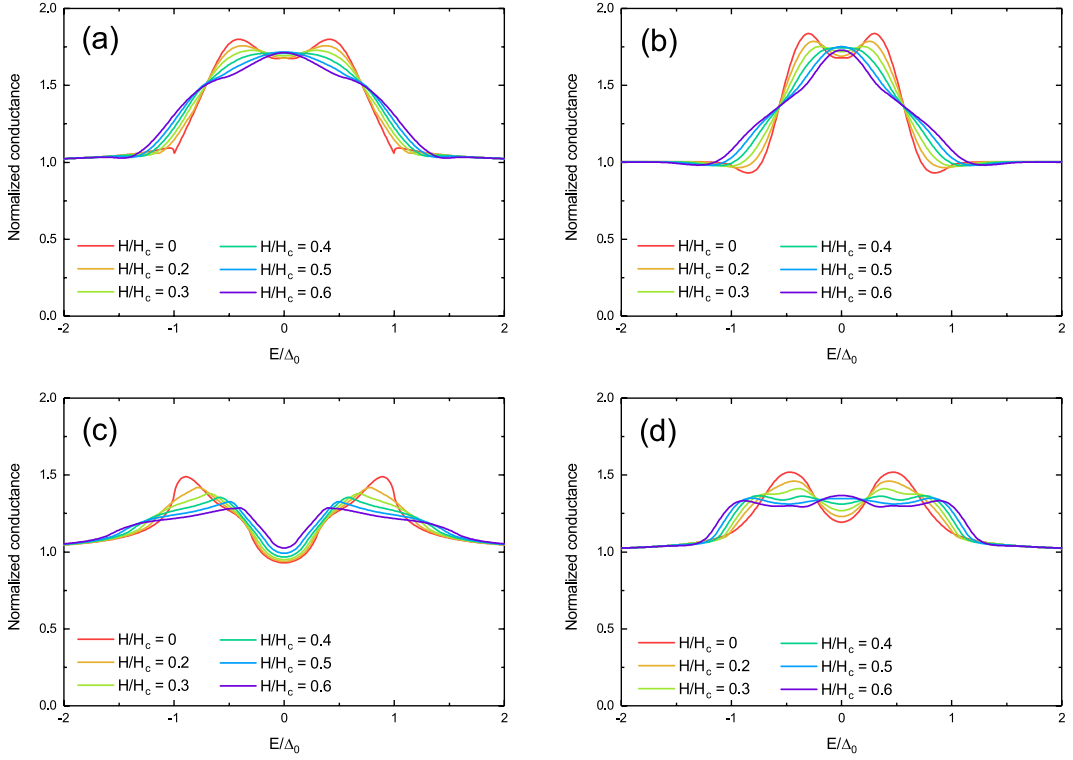 (a)
Normalized conductance
2.0
1.5
1.0
0.5
0.0
H/Hc = 0
H/Hc = 0.2
H/Hc = 0.3
H/Hc = 0.4
H/Hc = 0.5
H/Hc = 0.6
-2
-1
0
1
2
E/Δ0
(b)
Normalized conductance
2.0
1.5
1.0
0.5
0.0
H/Hc = 0
H/Hc = 0.2
H/Hc = 0.3
H/Hc = 0.4
H/Hc = 0.5
H/Hc = 0.6
-2
-1
0
1
2
E/Δ0
(c)
Normalized conductance
2.0
1.5
1.0
0.5
0.0
H/Hc = 0
H/Hc = 0.2
H/Hc = 0.3
H/Hc = 0.4
H/Hc = 0.5
H/Hc = 0.6
-2
-1
0
1
2
E/Δ0
(d)
Normalized conductance
2.0
1.5
1.0
0.5
0.0
H/Hc = 0
H/Hc = 0.2
H/Hc = 0.3
H/Hc = 0.4
H/Hc = 0.5
H/Hc = 0.6
-2
-1
0
1
2
E/Δ0